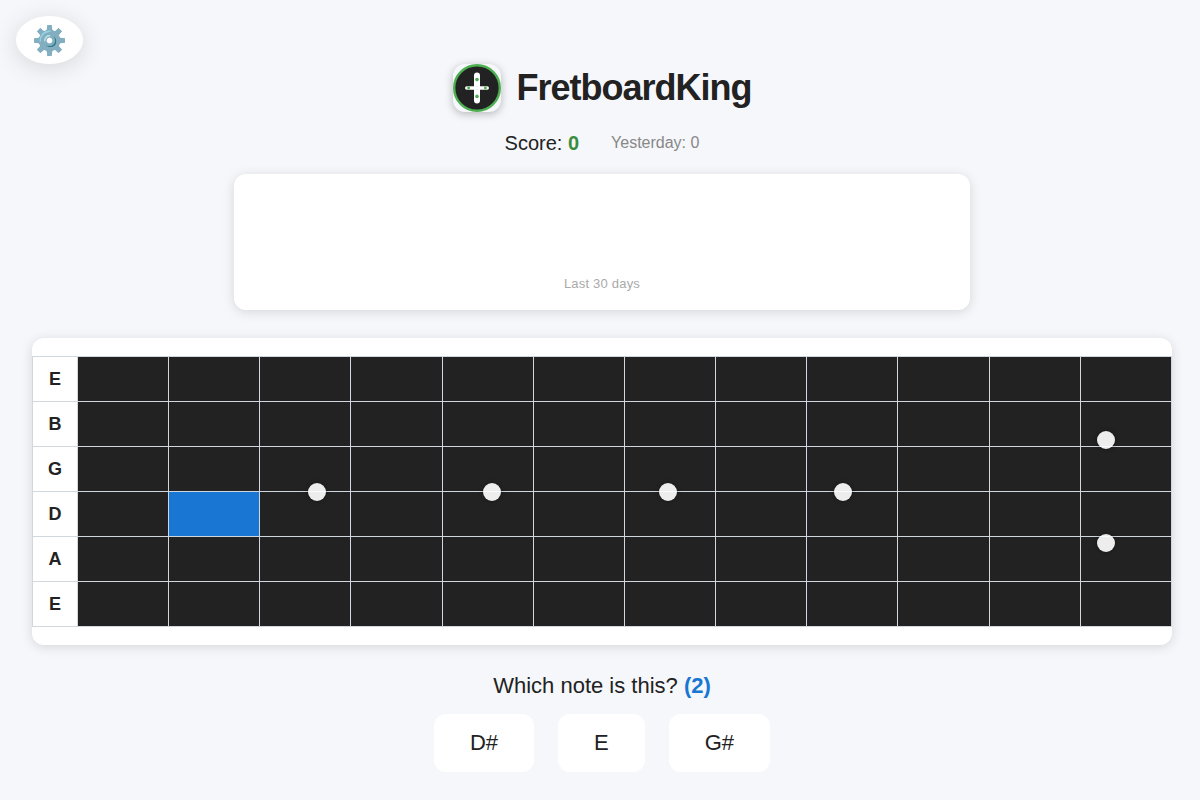 FretboardKing
Score: 0 Yesterday: 0
Last 30 days
E
B
G
D
A
E
Which note is this? (2)
D# E G#